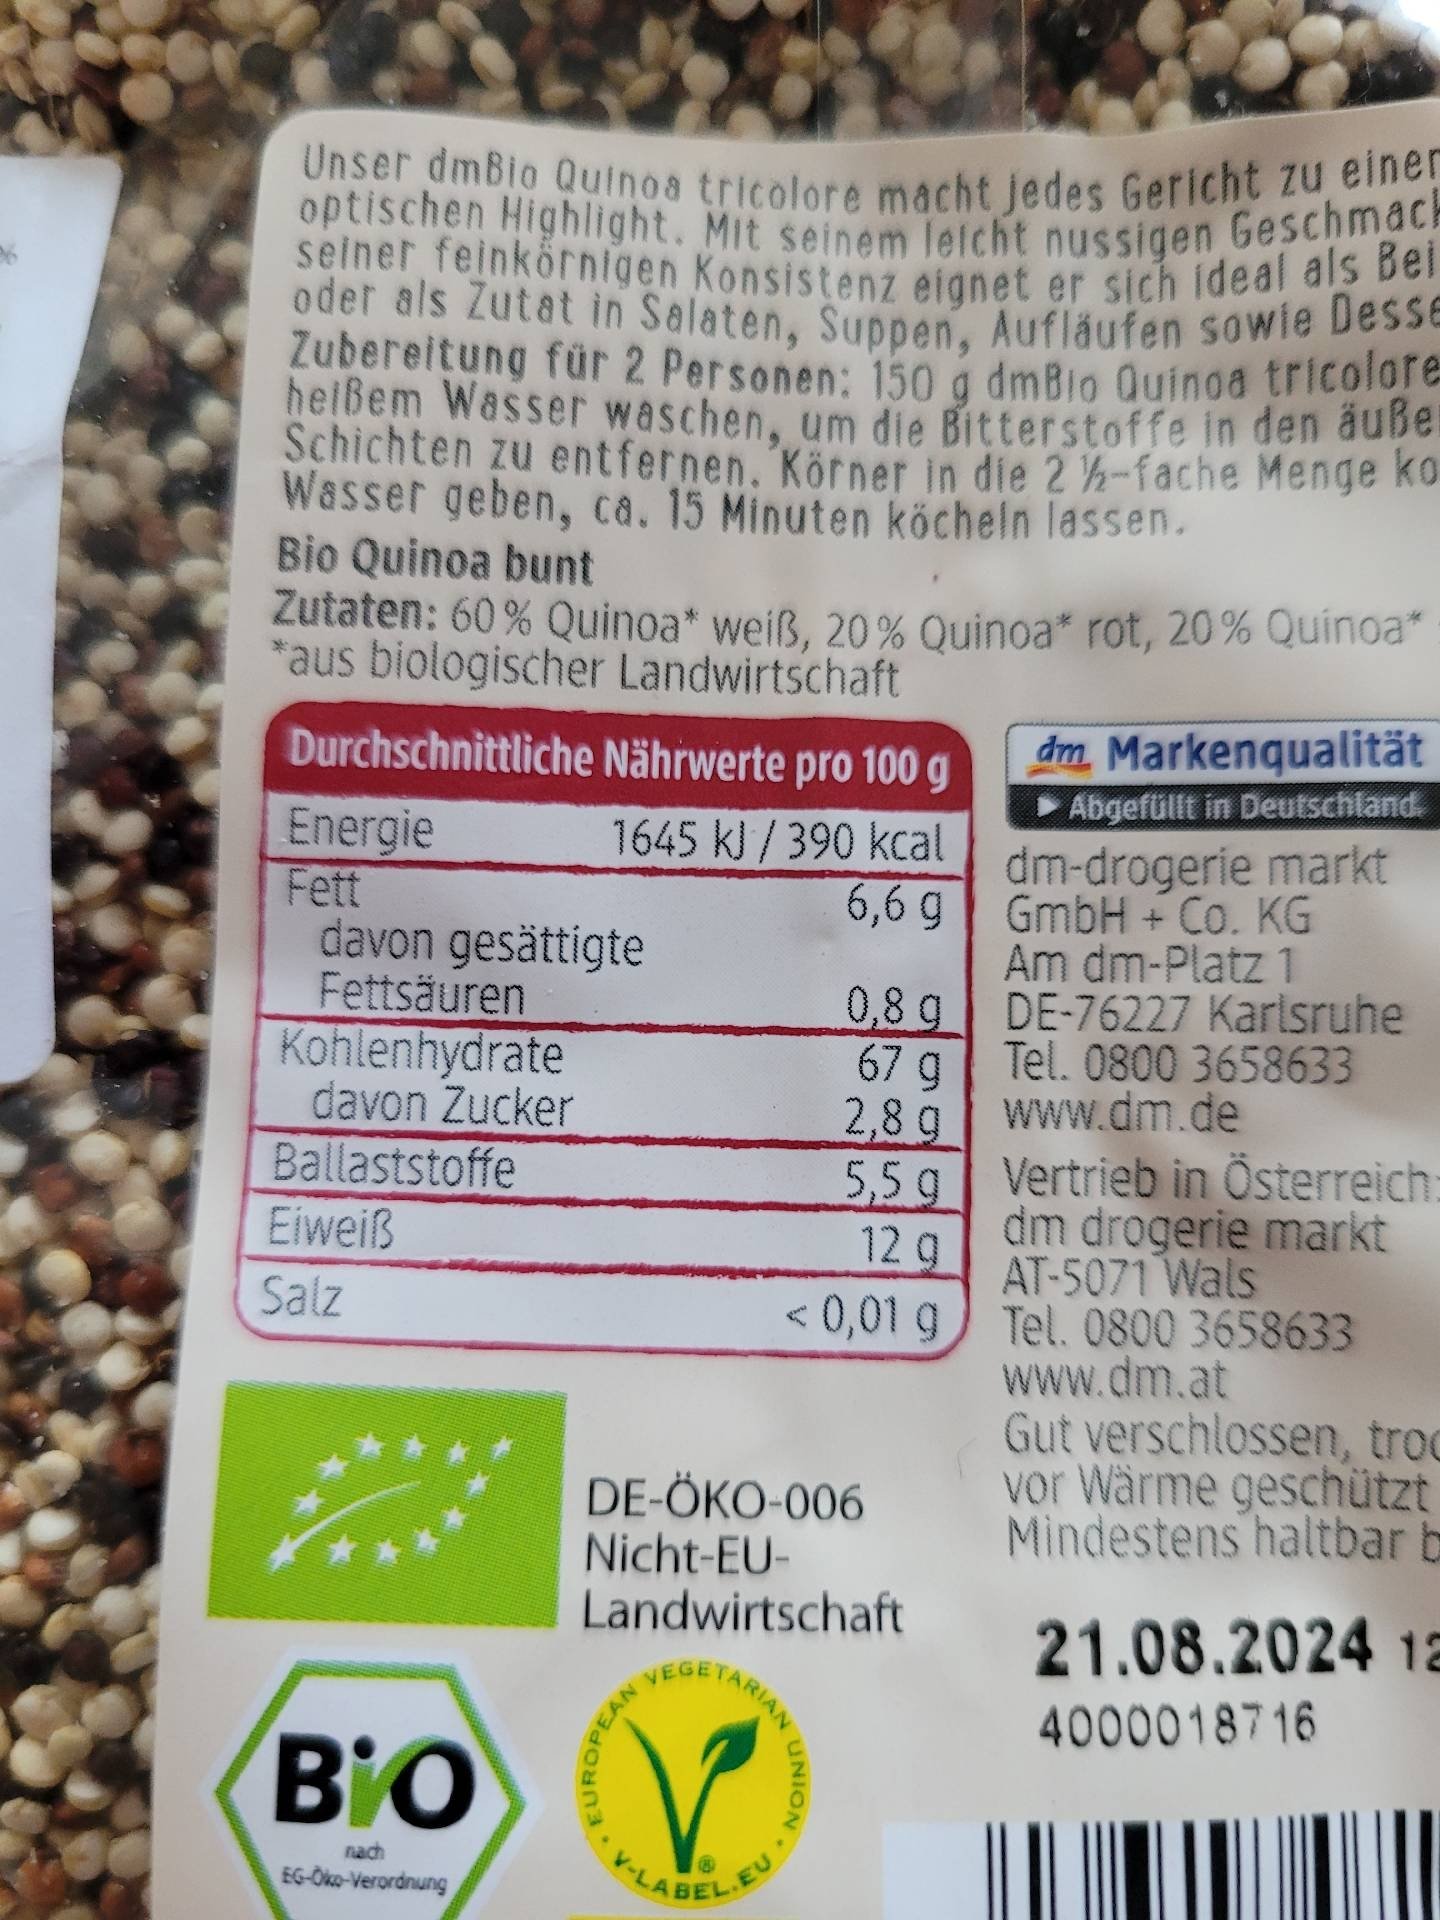 Unser dmBio Quinoa tricolore macht jedes Gericht zu einer
optischen Highlight. Mit seinem leicht nussigen Geschmack
seiner feinkörnigen Konsistenz eignet er sich ideal als Bei
oder als Zutat in Salaten, Suppen, Aufläufen sowie Desse
Zubereitung für 2 Personen: 150 g dmBio Quinoa tricolore
heißem Wasser waschen, um die Bitterstoffe in den äuße
Schichten zu entfernen. Körner in die 2 ½-fache Menge ko
Wasser geben, ca. 15 Minuten köcheln lassen.
Bio Quinoa bunt
Zutaten: 60% Quinoa* weiß, 20% Quinoa* rot, 20% Quinoa*
*aus biologischer Landwirtschaft
Durchschnittliche Nährwerte pro 100 g
Energie 1645 kJ / 390 kcal
Fett 6,6 g
davon gesättigte
Fettsäuren 0,8 g
Kohlenhydrate 67 g
davon Zucker 2,8 g
Ballaststoffe 5,5 g
Eiweiß 12 g
Salz < 0,01 g
dm Markenqualität
Abgefüllt in Deutschland
dm-drogerie markt
GmbH + Co. KG
Am dm-Platz 1
DE-76227 Karlsruhe
Tel. 0800 3658633
www.dm.de
Vertrieb in Österreich:
dm drogerie markt
AT-5071 Wals
Tel. 0800 3658633
www.dm.at
Gut verschlossen, troc
vor Wärme geschützt
Mindestens haltbar b
21.08.2024 12
4000018716
DE-ÖKO-006
Nicht-EU-
Landwirtschaft
Bio
nach
EG-Öko-Verordnung
EUROPEAN VEGETARIAN UNION
V-LABEL.EU